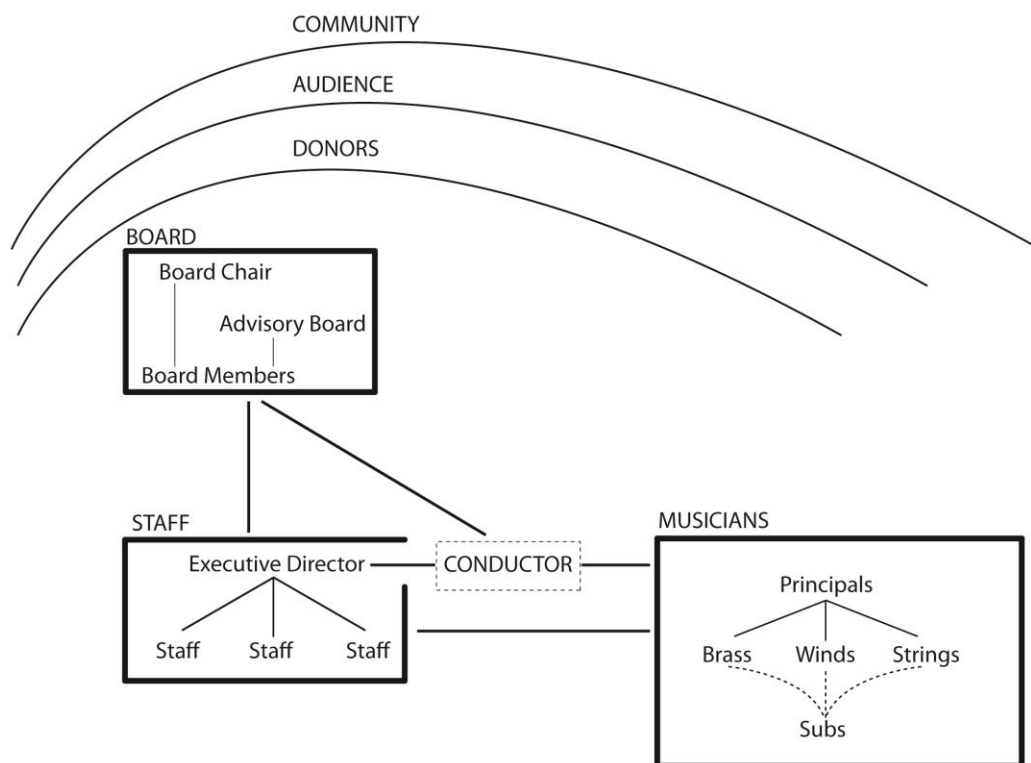 COMMUNITY
AUDIENCE
DONORS
BOARD
Board Chair
Advisory Board
Board Members
STAFF
MUSICIANS
Executive Director
CONDUCTOR
Principals
Staff
Staff
Staff
Brass
Winds
Strings
Subs